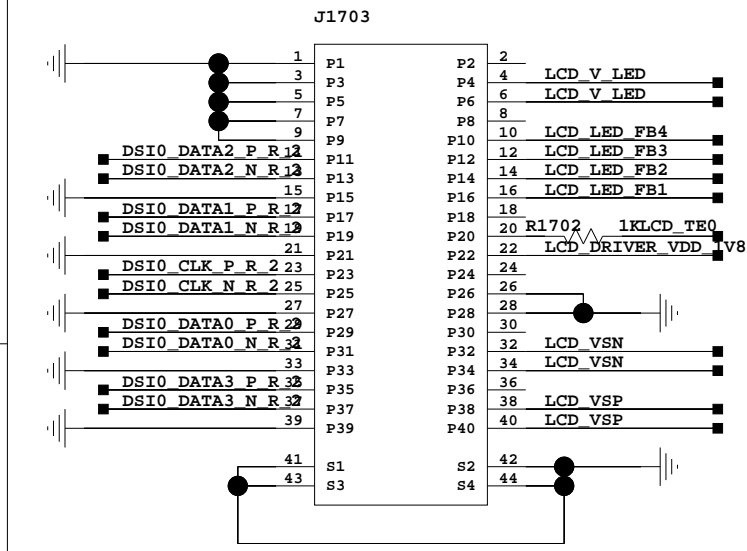 J1703
1 P1 P2 2
3 P3 P4 4 LCD_V_LED
5 P5 P6 6 LCD_V_LED
7 P7 P8 8
9 P9 P10 10 LCD_LED_FB4
DSI0_DATA2_P_R_2 11 P11 P12 12 LCD_LED_FB3
DSI0_DATA2_N_R_2 13 P13 P14 14 LCD_LED_FB2
15 P15 P16 16 LCD_LED_FB1
DSI0_DATA1_P_R_2 17 P17 P18 18
DSI0_DATA1_N_R_2 19 P19 P20 20 R1702 1K LCD_TE0
21 P21 P22 22 LCD_DRIVER_VDD_1V8
DSI0_CLK_P_R_2 23 P23 P24 24
DSI0_CLK_N_R_2 25 P25 P26 26
27 P27 P28 28
DSI0_DATA0_P_R_2 29 P29 P30 30
DSI0_DATA0_N_R_2 31 P31 P32 32 LCD_VSN
33 P33 P34 34 LCD_VSN
DSI0_DATA3_P_R_2 35 P35 P36 36
DSI0_DATA3_N_R_2 37 P37 P38 38 LCD_VSP
39 P39 P40 40 LCD_VSP
41 S1 S2 42
43 S3 S4 44